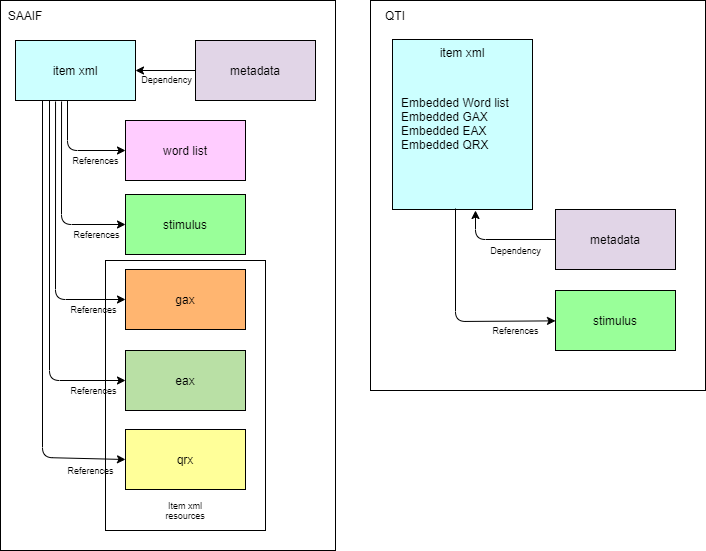 SAAIF
item xml
metadata
Dependency
word list
References
stimulus
References
gax
References
eax
References
qrx
References
Item xml
resources
QTI
item xml
Embedded Word list
Embedded GAX
Embedded EAX
Embedded QRX
metadata
Dependency
stimulus
References